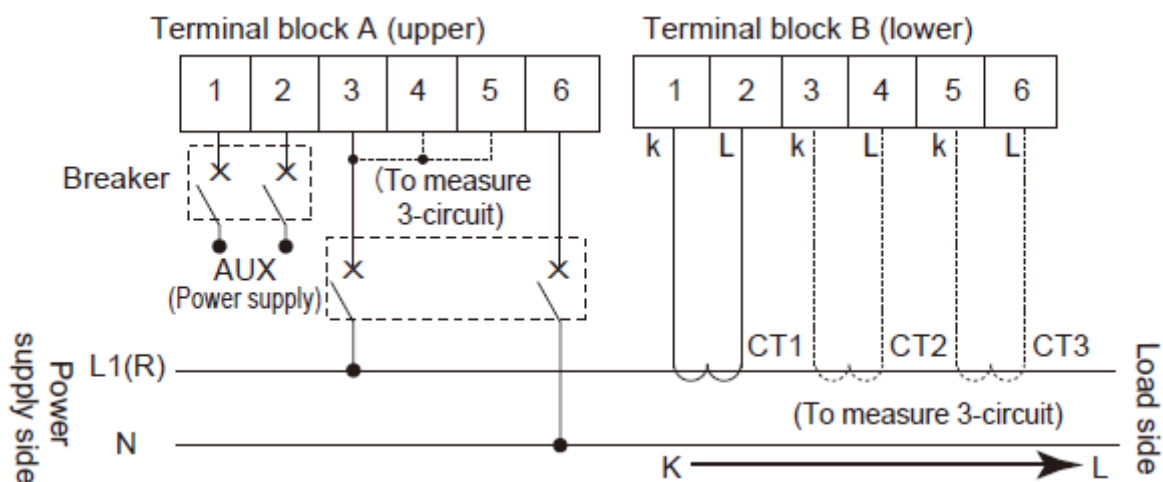 Terminal block A (upper)
Terminal block B (lower)
1 2 3 4 5 6
1 2 3 4 5 6
k L k L k L
Breaker
(To measure
3-circuit)
AUX
(Power supply)
Power
supply side
L1(R)
CT1 CT2 CT3
(To measure 3-circuit)
N
K L
Load side